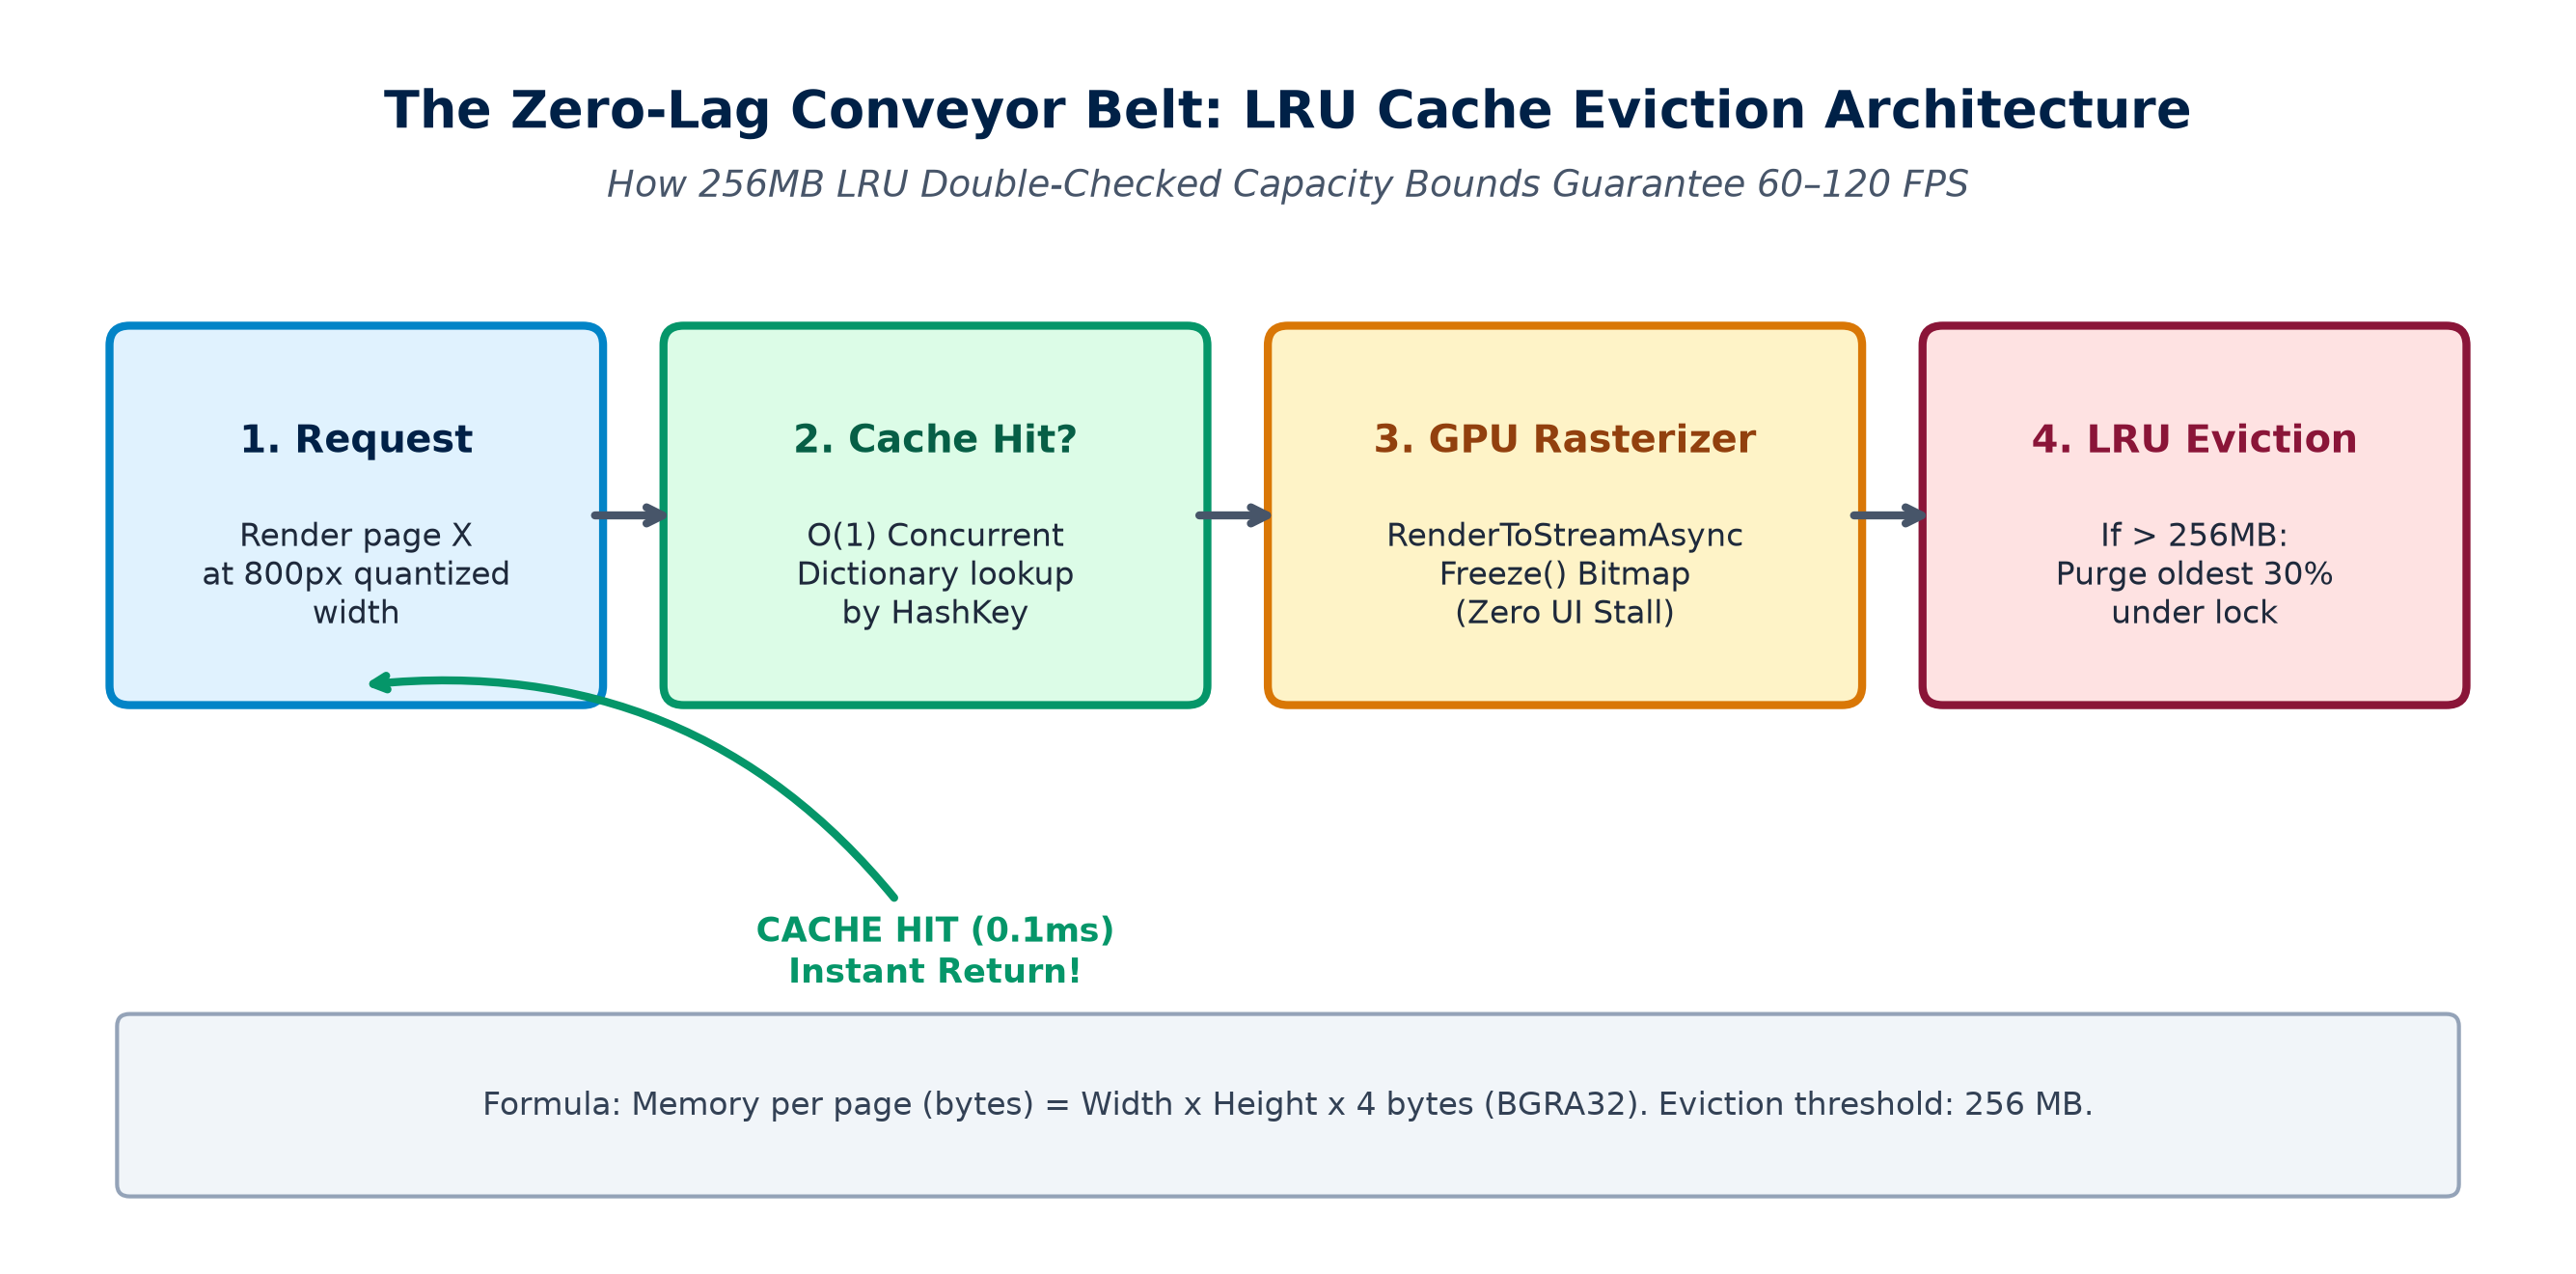 The Zero-Lag Conveyor Belt: LRU Cache Eviction Architecture
How 256MB LRU Double-Checked Capacity Bounds Guarantee 60–120 FPS
1. Request
Render page X
at 800px quantized
width
2. Cache Hit?
O(1) Concurrent
Dictionary lookup
by HashKey
3. GPU Rasterizer
RenderToStreamAsync
Freeze() Bitmap
(Zero UI Stall)
4. LRU Eviction
If > 256MB:
Purge oldest 30%
under lock
CACHE HIT (0.1ms)
Instant Return!
Formula: Memory per page (bytes) = Width x Height x 4 bytes (BGRA32). Eviction threshold: 256 MB.